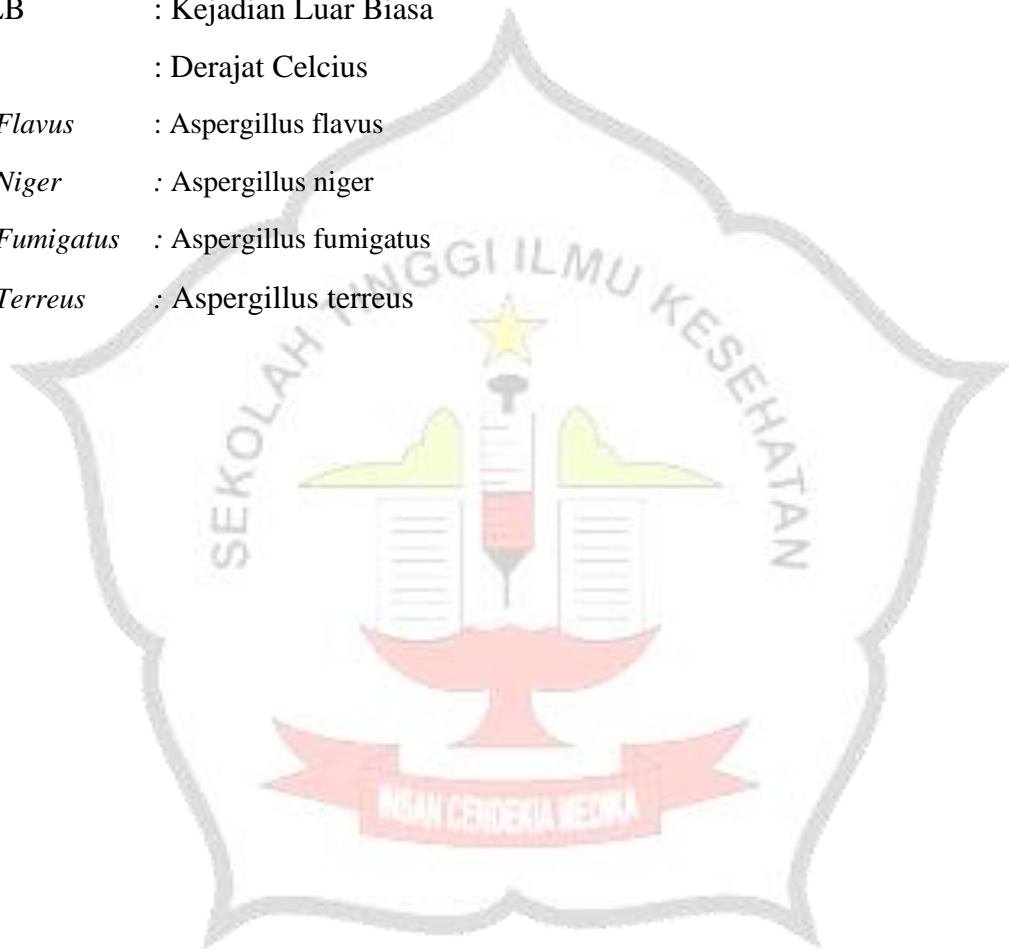 LB : Kejadian Luar Biasa
: Derajat Celcius
Flavus : Aspergillus flavus
Niger : Aspergillus niger
Fumigatus : Aspergillus fumigatus
Terreus : Aspergillus terreus
SEKOLAH TINGGI ILMU KESEHATAN
INSAN CENDEKIA MEDIKA